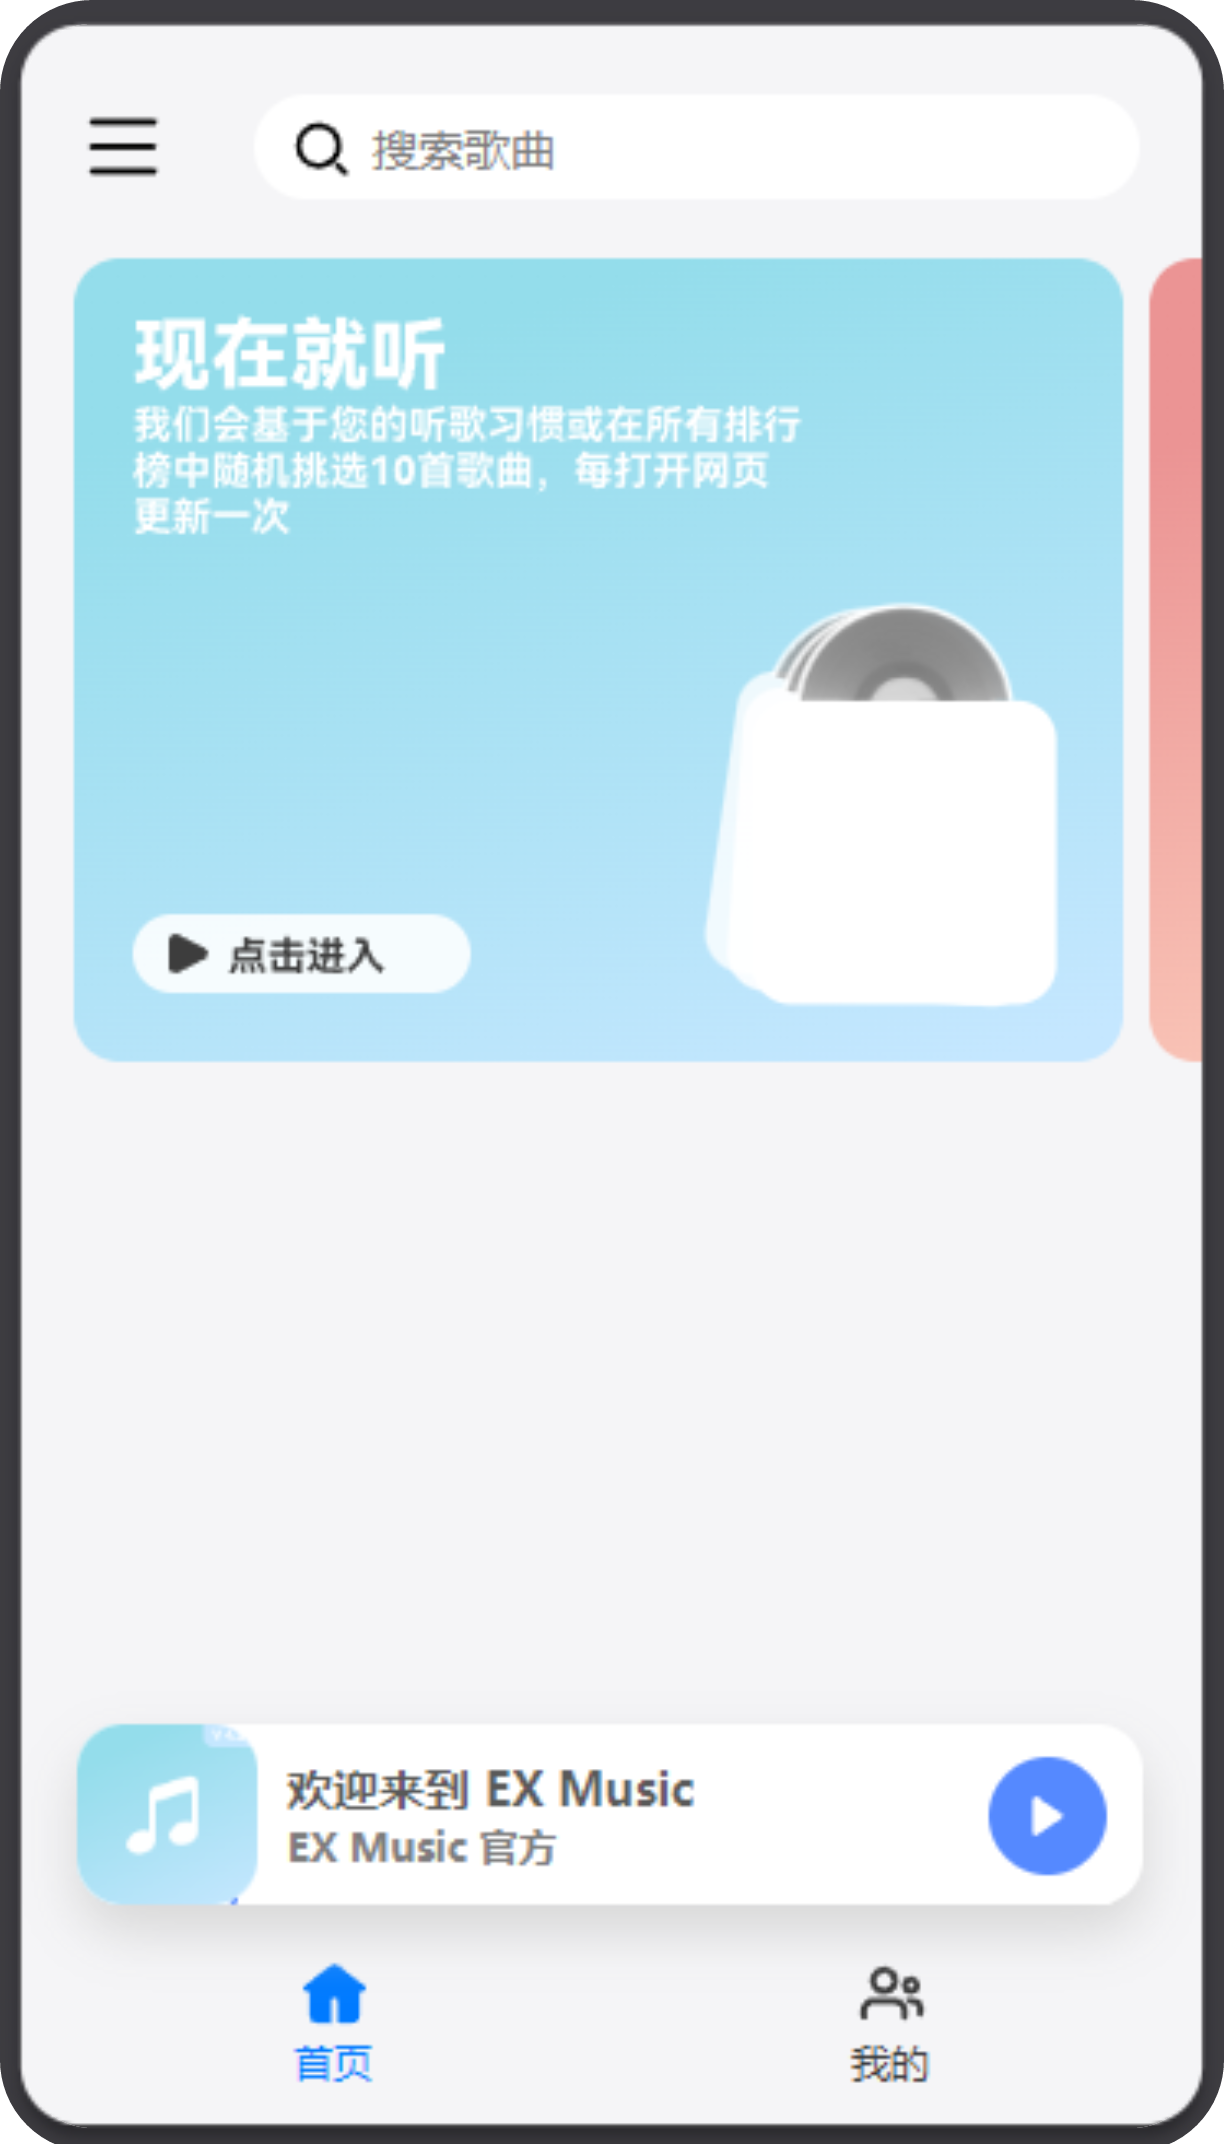 搜索歌曲
现在就听
我们会基于您的听歌习惯或在所有排行
榜中随机挑选10首歌曲，每打开网页
更新一次
点击进入
欢迎来到 EX Music
EX Music 官方
首页
我的